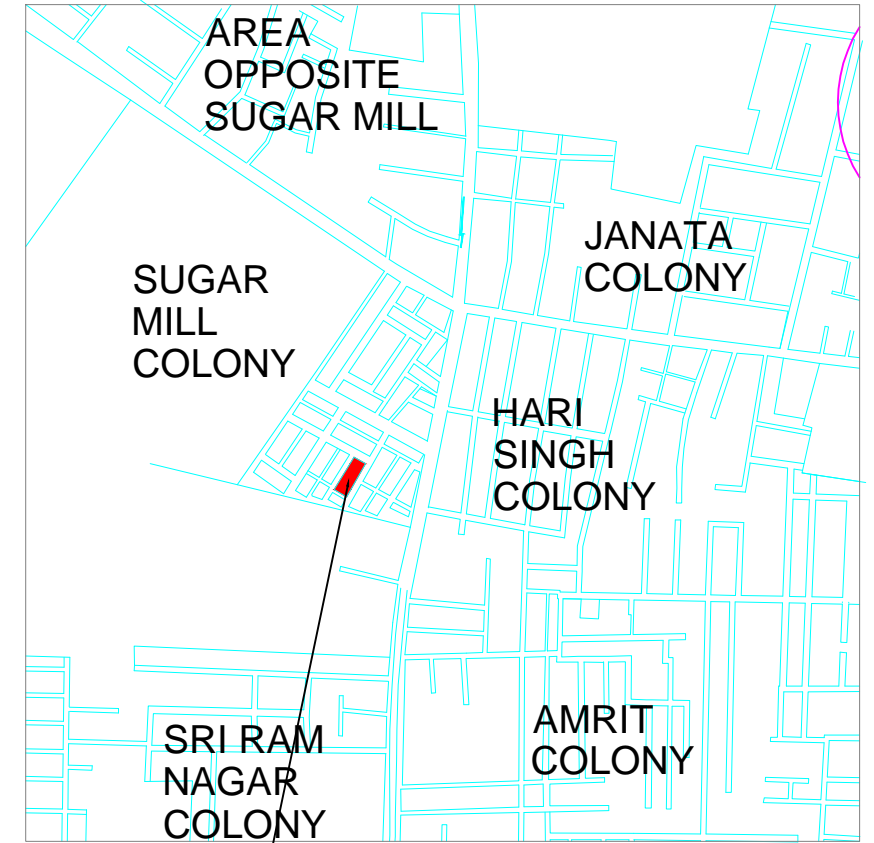 AREA
OPPOSITE
SUGAR MILL
JANATA
COLONY
SUGAR
MILL
COLONY
HARI
SINGH
COLONY
AMRIT
COLONY
SRI RAM
NAGAR
COLONY